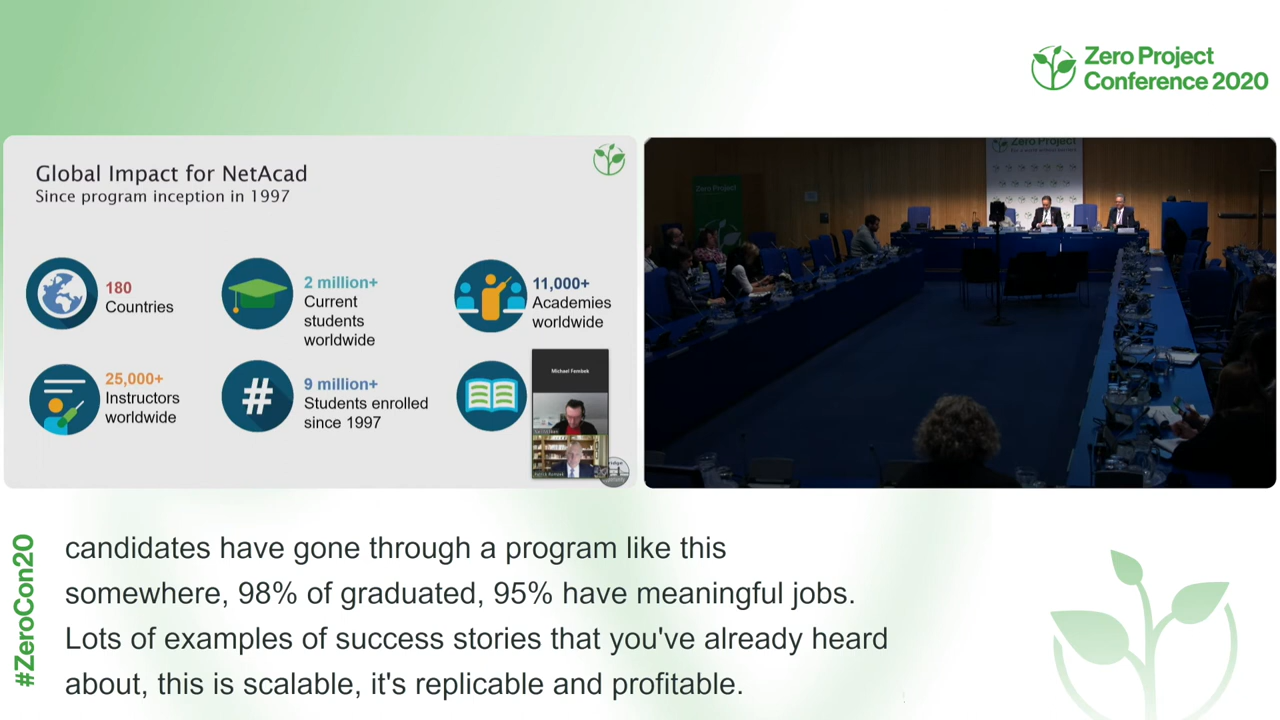 Zero Project
Conference 2020
Global Impact for NetAcad
Since program inception in 1997
180
Countries
2 million+
Current
students
worldwide
11,000+
Academies
worldwide
25,000+
Instructors
worldwide
#
9 million+
Students enrolled
since 1997
Michael Fembek
Zero Project
Zero Project
#ZeroCon20
candidates have gone through a program like this
somewhere, 98% of graduated, 95% have meaningful jobs.
Lots of examples of success stories that you've already heard
about, this is scalable, it's replicable and profitable.